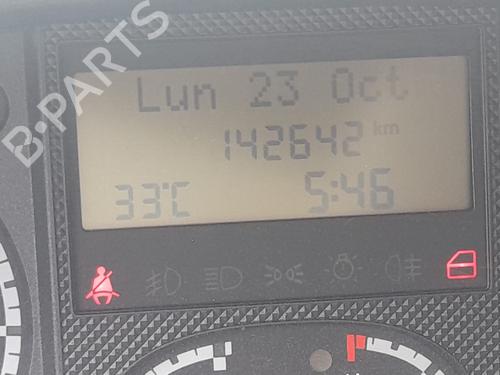 B-PARTS
Lun 23 Oct
142642 km
33°C 5:46
H